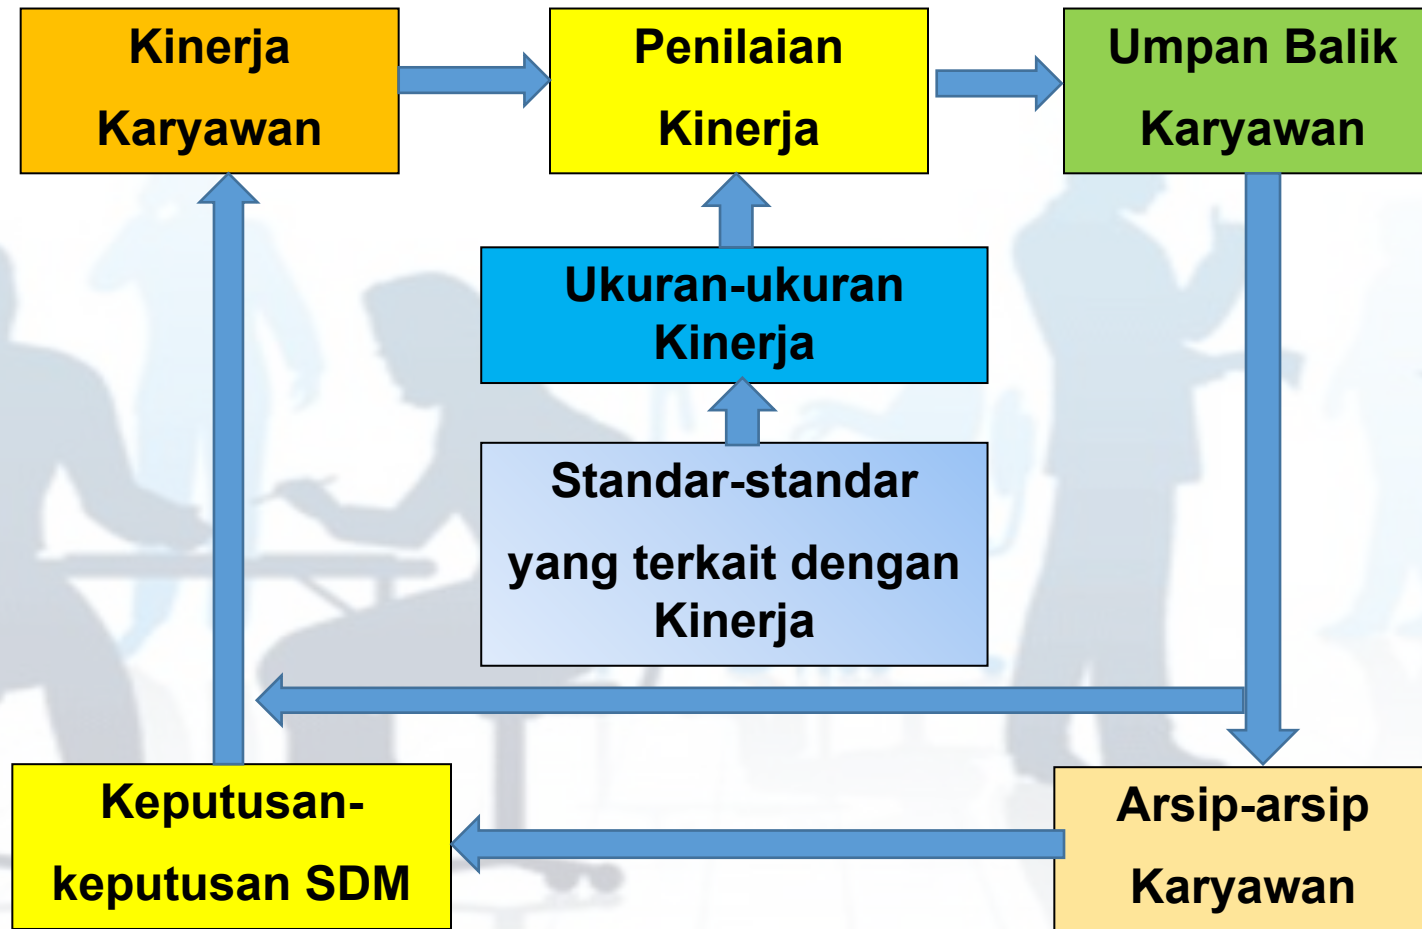 Kinerja
Karyawan
Penilaian
Kinerja
Umpan Balik
Karyawan
Ukuran-ukuran
Kinerja
Standar-standar
yang terkait dengan
Kinerja
Keputusan-
keputusan SDM
Arsip-arsip
Karyawan